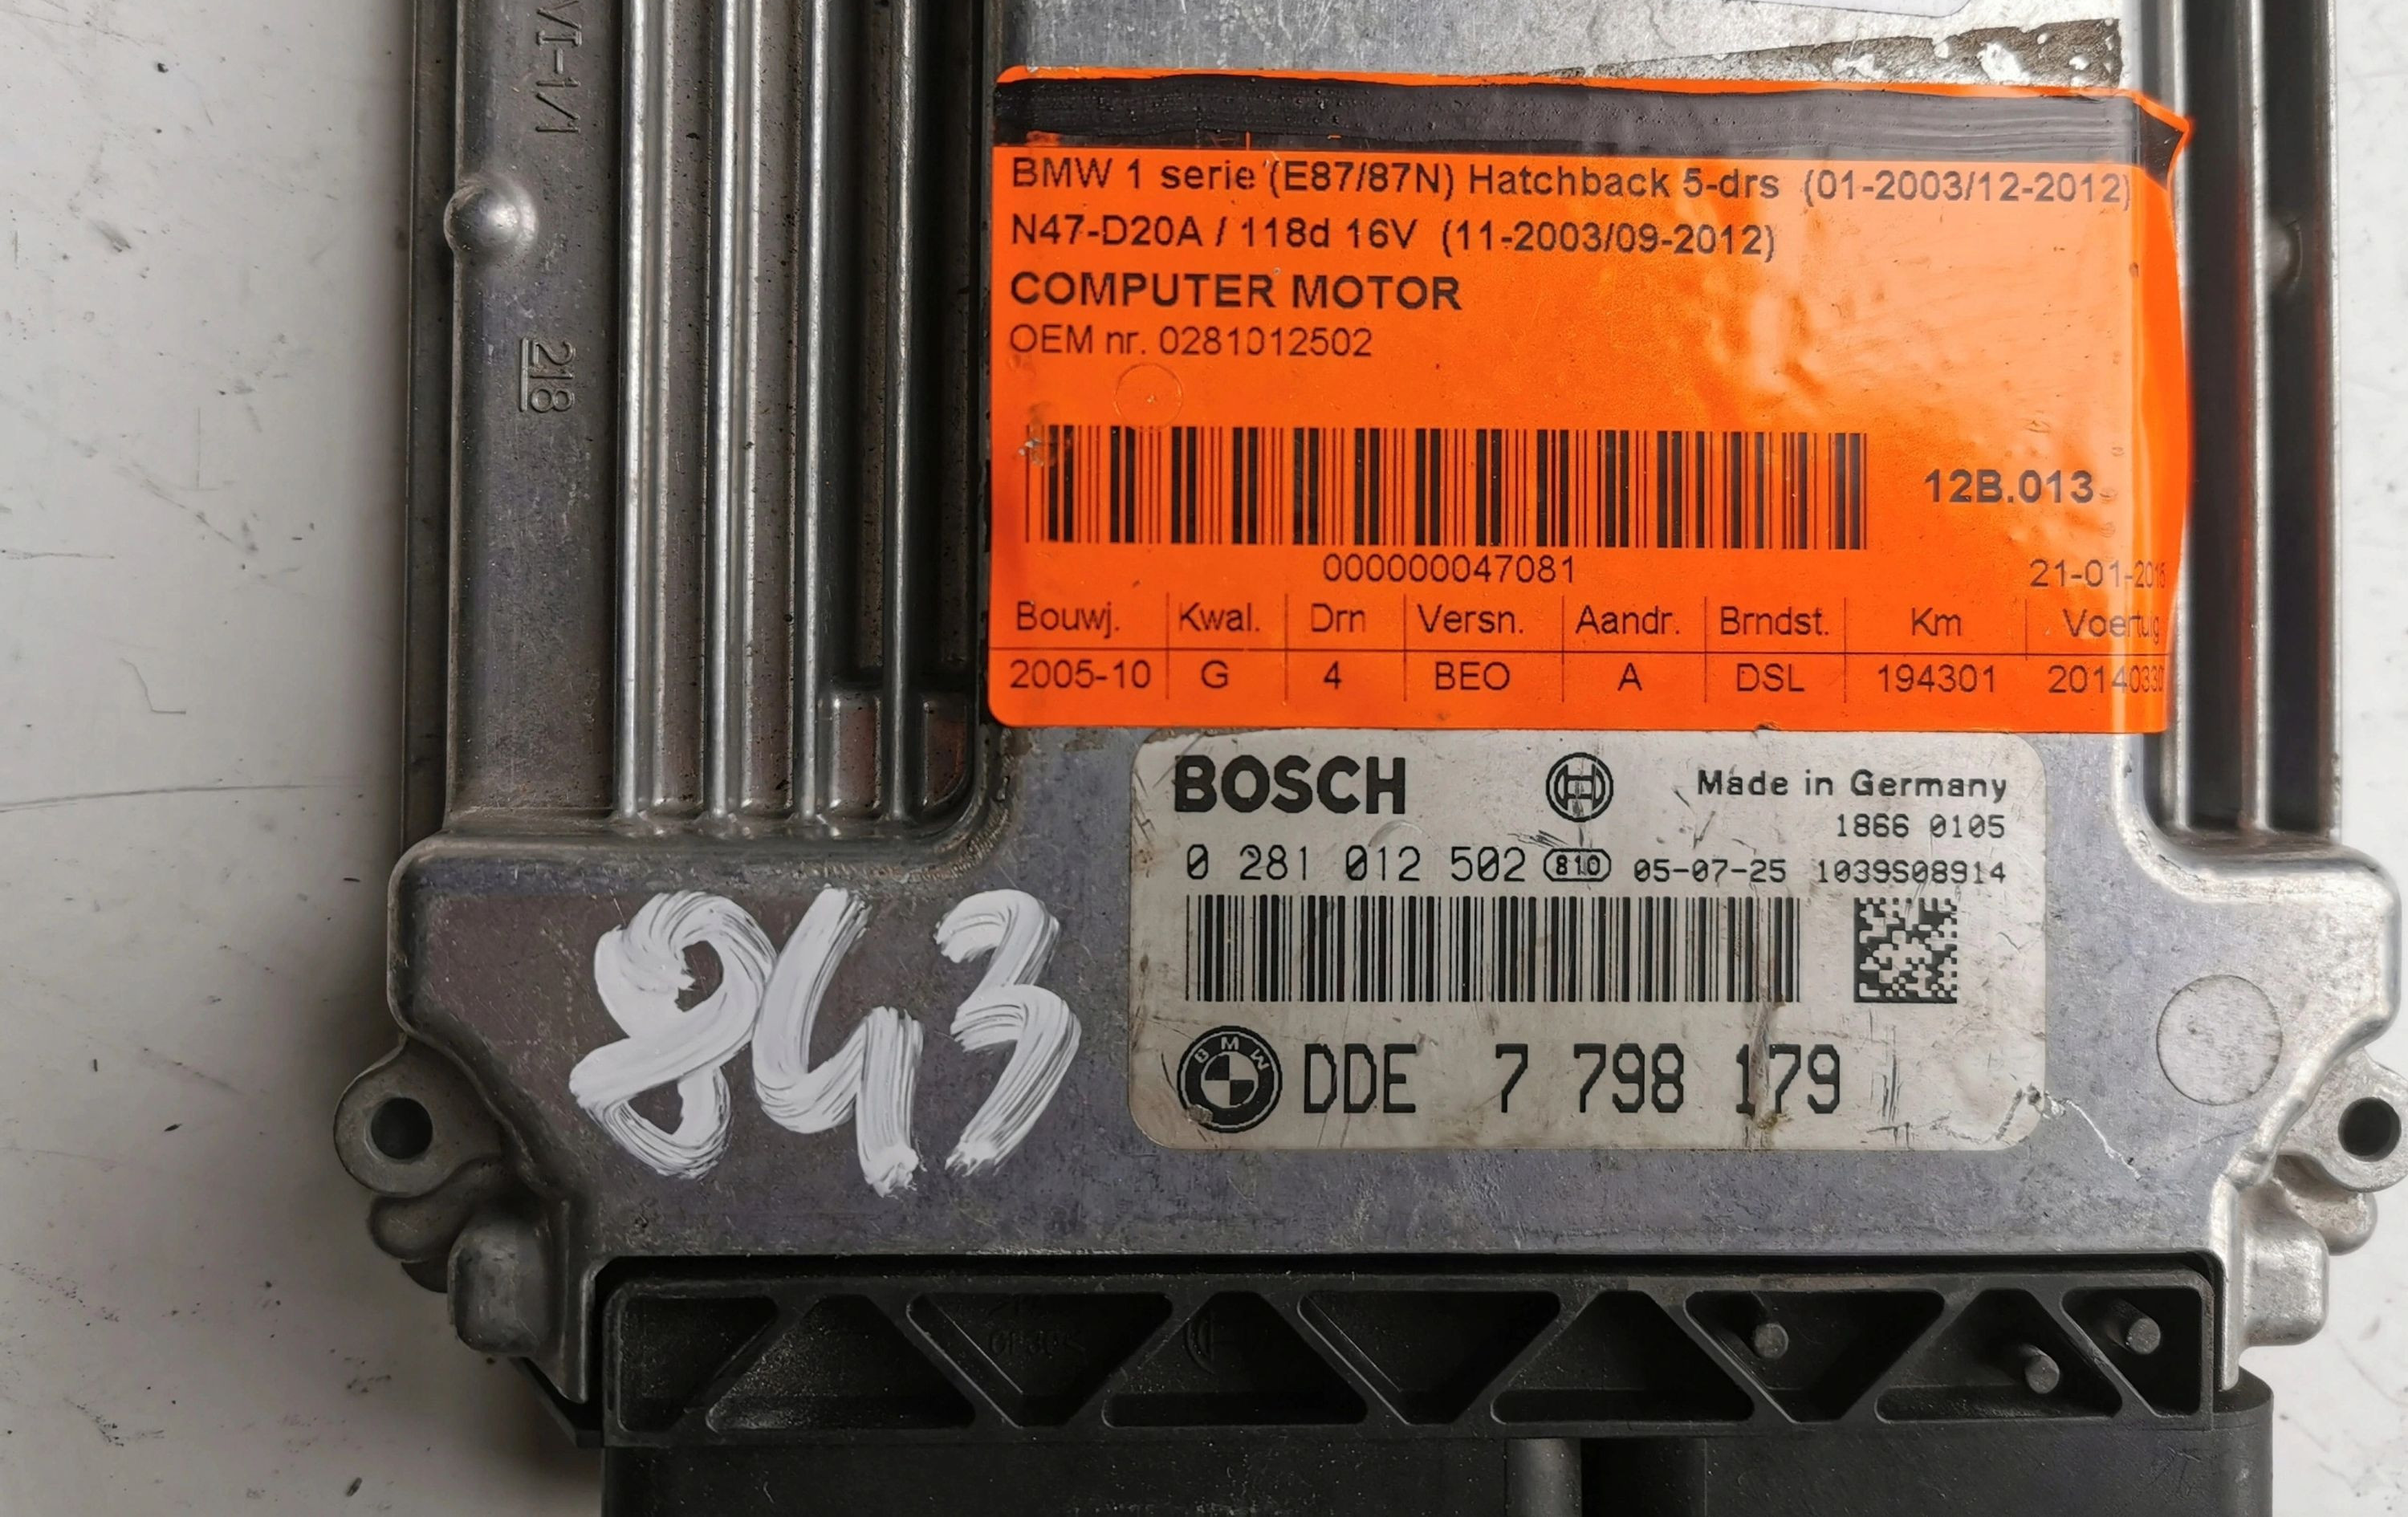 218
BMW 1 serie (E87/87N) Hatchback 5-drs (01-2003/12-2012)
N47-D20A / 118d 16V (11-2003/09-2012)
COMPUTER MOTOR
OEM nr. 0281012502
12B.013
000000047081
Bouwj. Kwal. Drn Versn. Aandr. Brndst. Km Voertuig
2005-10 G 4 BEO A DSL 194301
BOSCH Made in Germany
1866 0105
0 281 012 502 810 05-07-25 1039S08914
BMW DDE 7 798 179
843